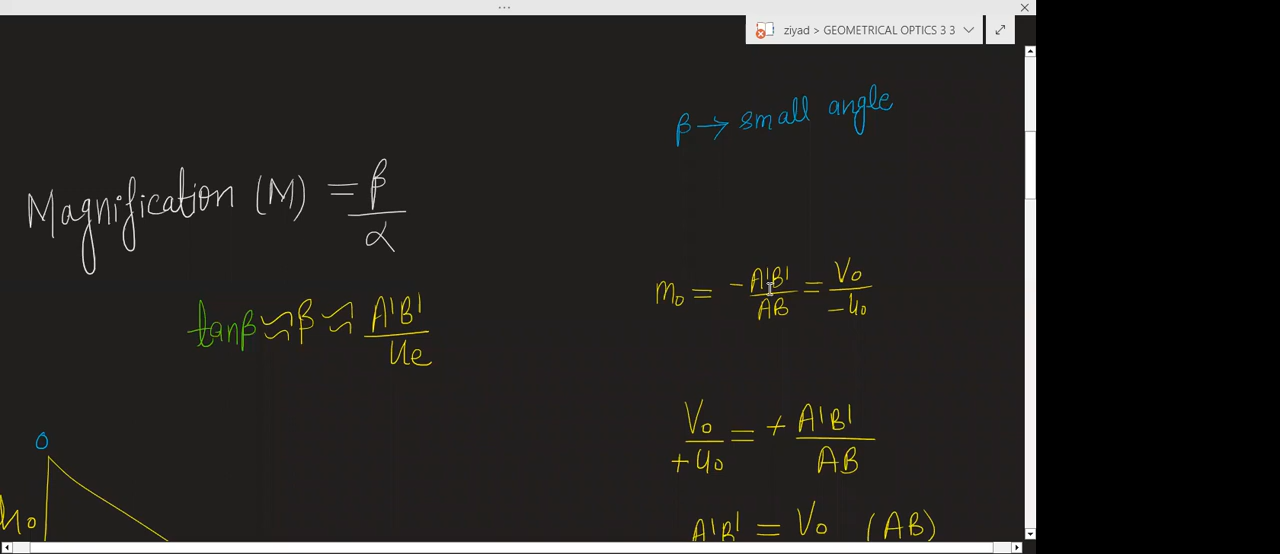 ziyad > GEOMETRICAL OPTICS 3 3
β → small angle
Magnification (M) = β/α
m₀ = -A'B'/AB = V₀/-u₀
tanβ ≈ β ≈ A'B'/ue
V₀/+u₀ = + A'B'/AB
O
u₀
A'B' = V₀ (AB)